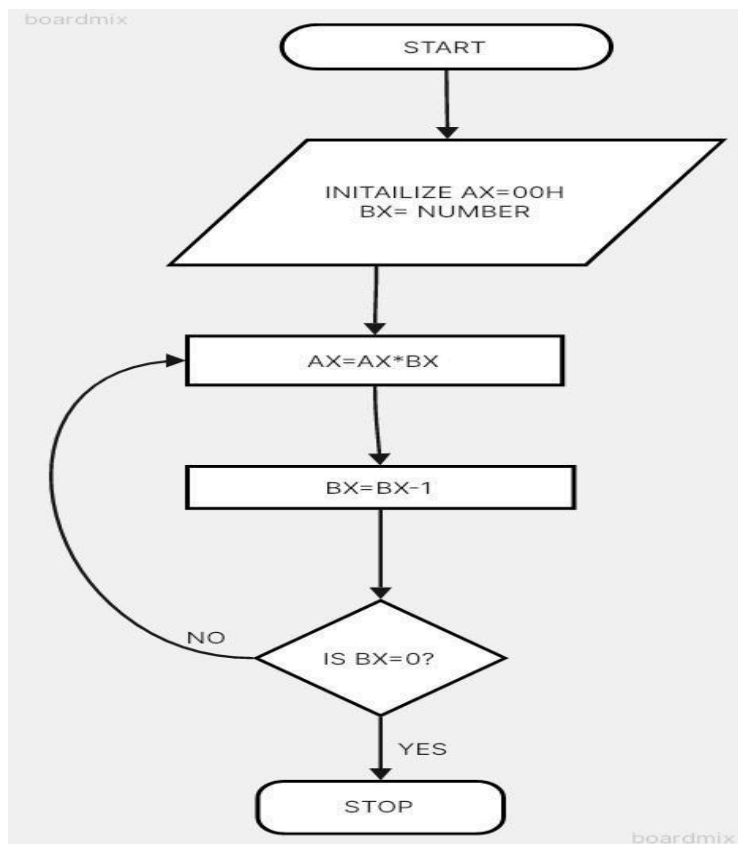 boardmix
START
INITAILIZE AX=00H
BX= NUMBER
AX=AX*BX
BX=BX-1
NO
IS BX=0?
YES
STOP
boardmix